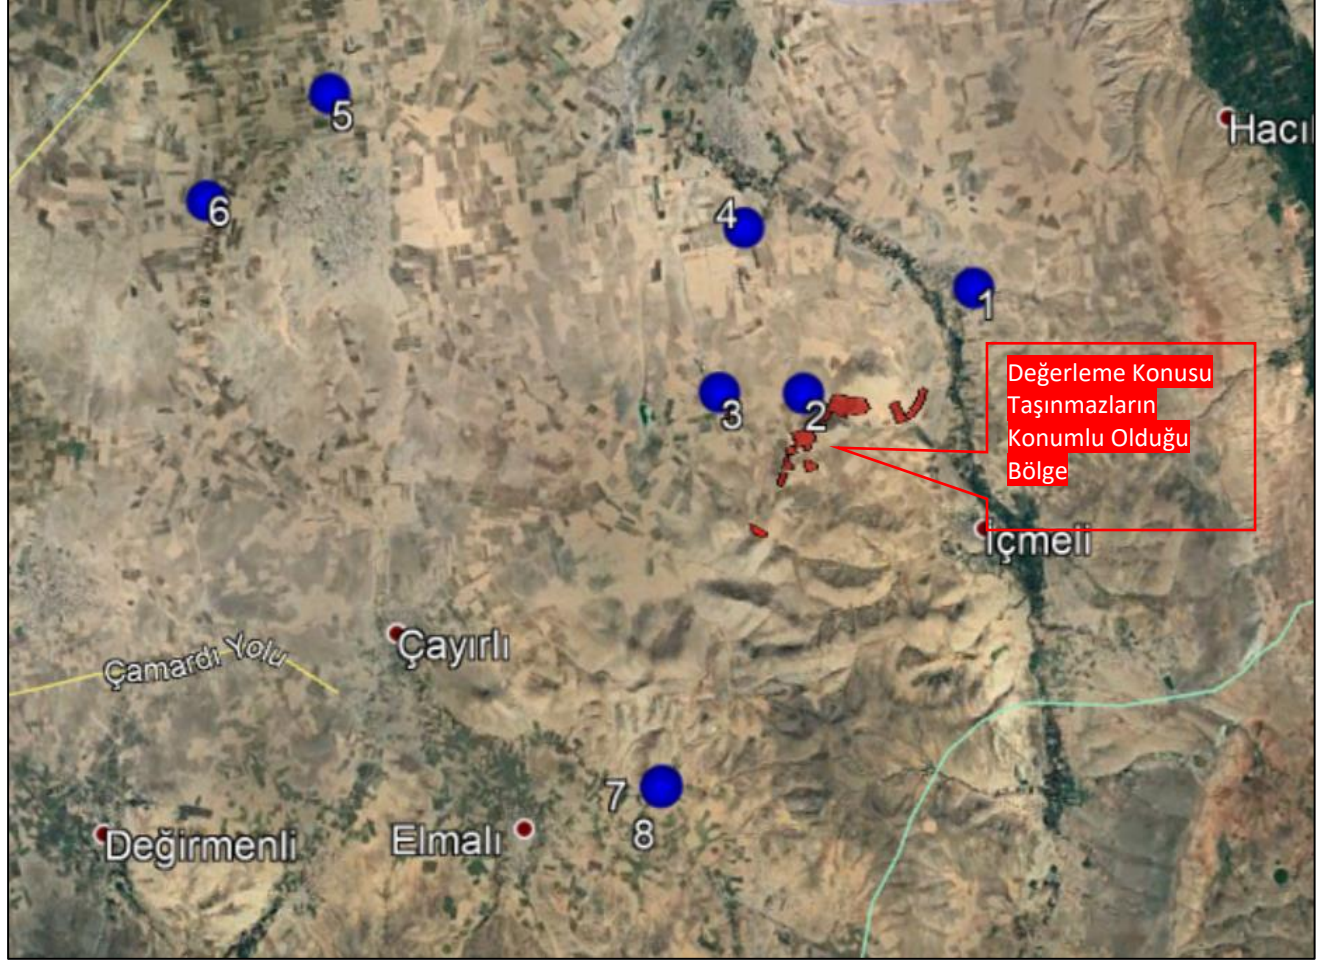 5
Hacıl
6
4
1
Değerleme Konusu
Taşınmazların
Konumlu Olduğu
Bölge
3
2
İçmeli
Çayırlı
Çamardı Yolu
7
8
Elmalı
Değirmenli